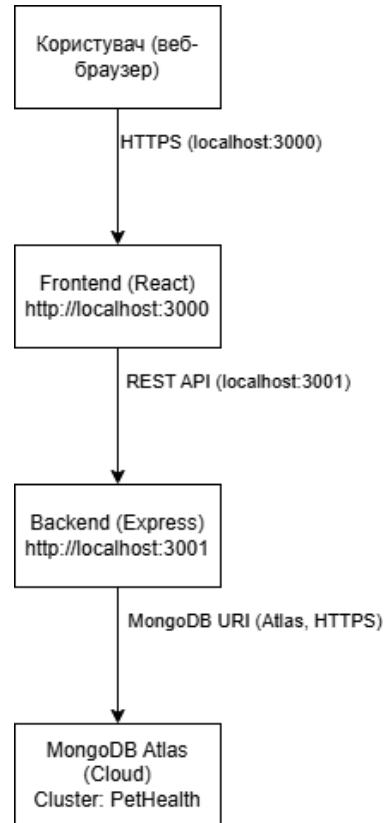 Користувач (веб-
браузер)
HTTPS (localhost:3000)
Frontend (React)
http://localhost:3000
REST API (localhost:3001)
Backend (Express)
http://localhost:3001
MongoDB URI (Atlas, HTTPS)
MongoDB Atlas
(Cloud)
Cluster: PetHealth